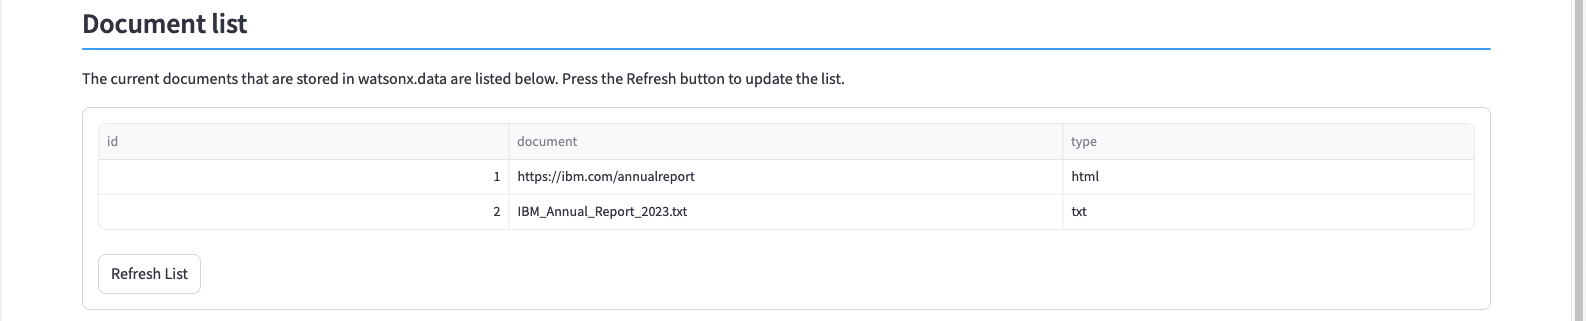 Document list
The current documents that are stored in watsonx.data are listed below. Press the Refresh button to update the list.
id document type
1 https://ibm.com/annualreport html
2 IBM_Annual_Report_2023.txt txt
Refresh List